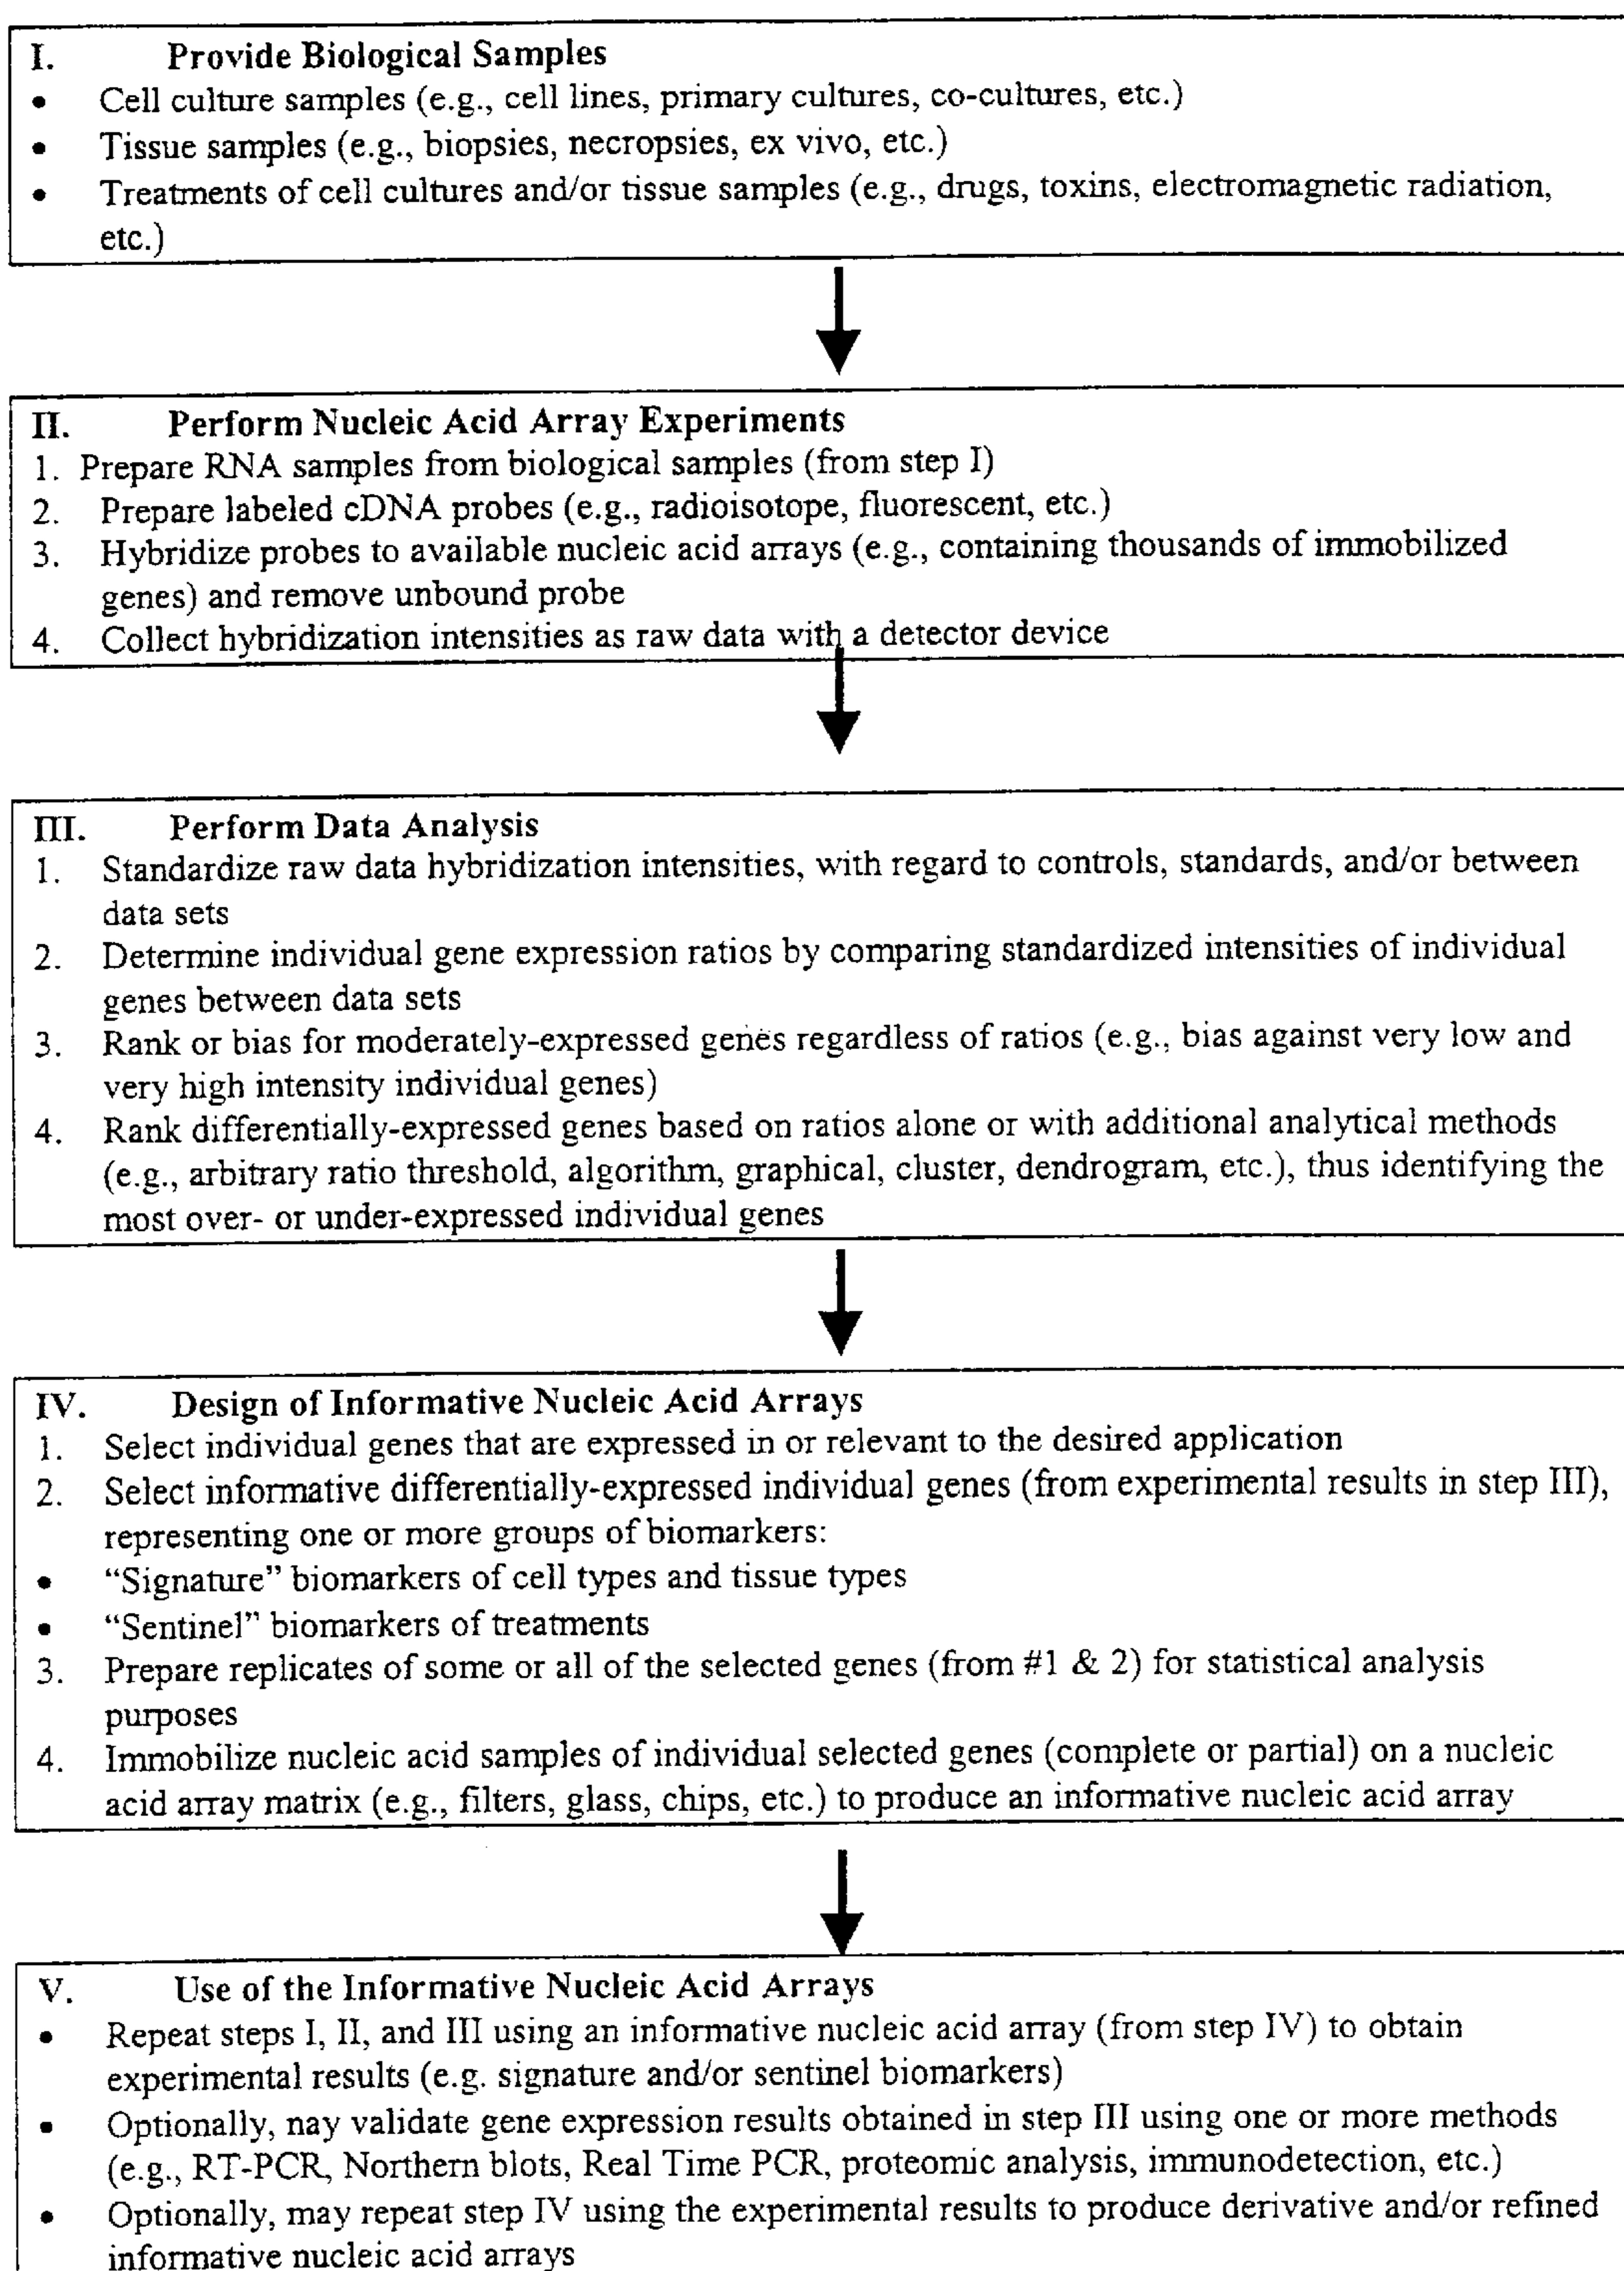 I. Provide Biological Samples
• Cell culture samples (e.g., cell lines, primary cultures, co-cultures, etc.)
• Tissue samples (e.g., biopsies, necropsies, ex vivo, etc.)
• Treatments of cell cultures and/or tissue samples (e.g., drugs, toxins, electromagnetic radiation,
etc.)
II. Perform Nucleic Acid Array Experiments
1. Prepare RNA samples from biological samples (from step I)
2. Prepare labeled cDNA probes (e.g., radioisotope, fluorescent, etc.)
3. Hybridize probes to available nucleic acid arrays (e.g., containing thousands of immobilized
genes) and remove unbound probe
4. Collect hybridization intensities as raw data with a detector device
III. Perform Data Analysis
1. Standardize raw data hybridization intensities, with regard to controls, standards, and/or between
data sets
2. Determine individual gene expression ratios by comparing standardized intensities of individual
genes between data sets
3. Rank or bias for moderately-expressed genes regardless of ratios (e.g., bias against very low and
very high intensity individual genes)
4. Rank differentially-expressed genes based on ratios alone or with additional analytical methods
(e.g., arbitrary ratio threshold, algorithm, graphical, cluster, dendrogram, etc.), thus identifying the
most over- or under-expressed individual genes
IV. Design of Informative Nucleic Acid Arrays
1. Select individual genes that are expressed in or relevant to the desired application
2. Select informative differentially-expressed individual genes (from experimental results in step III),
representing one or more groups of biomarkers:
• “Signature” biomarkers of cell types and tissue types
• “Sentinel” biomarkers of treatments
3. Prepare replicates of some or all of the selected genes (from #1 & 2) for statistical analysis
purposes
4. Immobilize nucleic acid samples of individual selected genes (complete or partial) on a nucleic
acid array matrix (e.g., filters, glass, chips, etc.) to produce an informative nucleic acid array
V. Use of the Informative Nucleic Acid Arrays
• Repeat steps I, II, and III using an informative nucleic acid array (from step IV) to obtain
experimental results (e.g. signature and/or sentinel biomarkers)
• Optionally, nay validate gene expression results obtained in step III using one or more methods
(e.g., RT-PCR, Northern blots, Real Time PCR, proteomic analysis, immunodetection, etc.)
• Optionally, may repeat step IV using the experimental results to produce derivative and/or refined
informative nucleic acid arrays